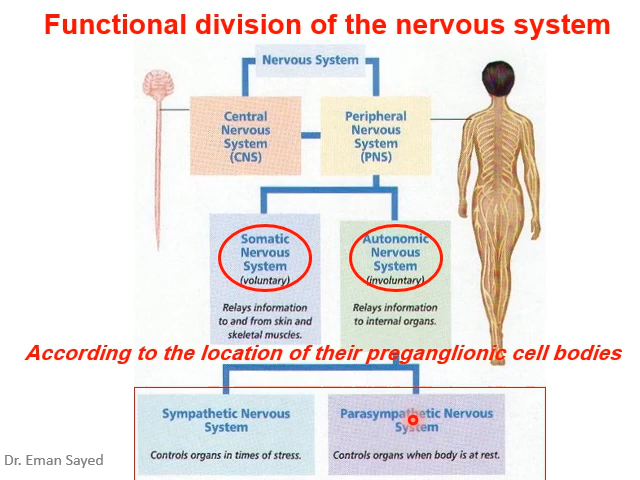 Functional division of the nervous system
Nervous System
Central
Nervous
System
(CNS)
Peripheral
Nervous
System
(PNS)
Somatic
Nervous
System
(voluntary)
Relays information
to and from skin and
skeletal muscles.
Autonomic
Nervous
System
(involuntary)
Relays information
to internal organs.
According to the location of their preganglionic cell bodies
Sympathetic Nervous
System
Controls organs in times of stress.
Parasympathetic Nervous
System
Controls organs when body is at rest.
Dr. Eman Sayed